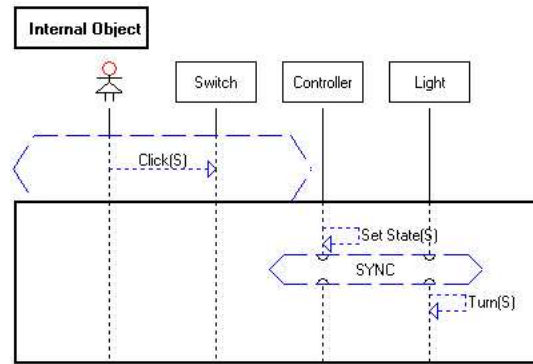 Internal Object
Switch
Controller
Light
Click(S)
Set State(S)
SYNC
Turn(S)